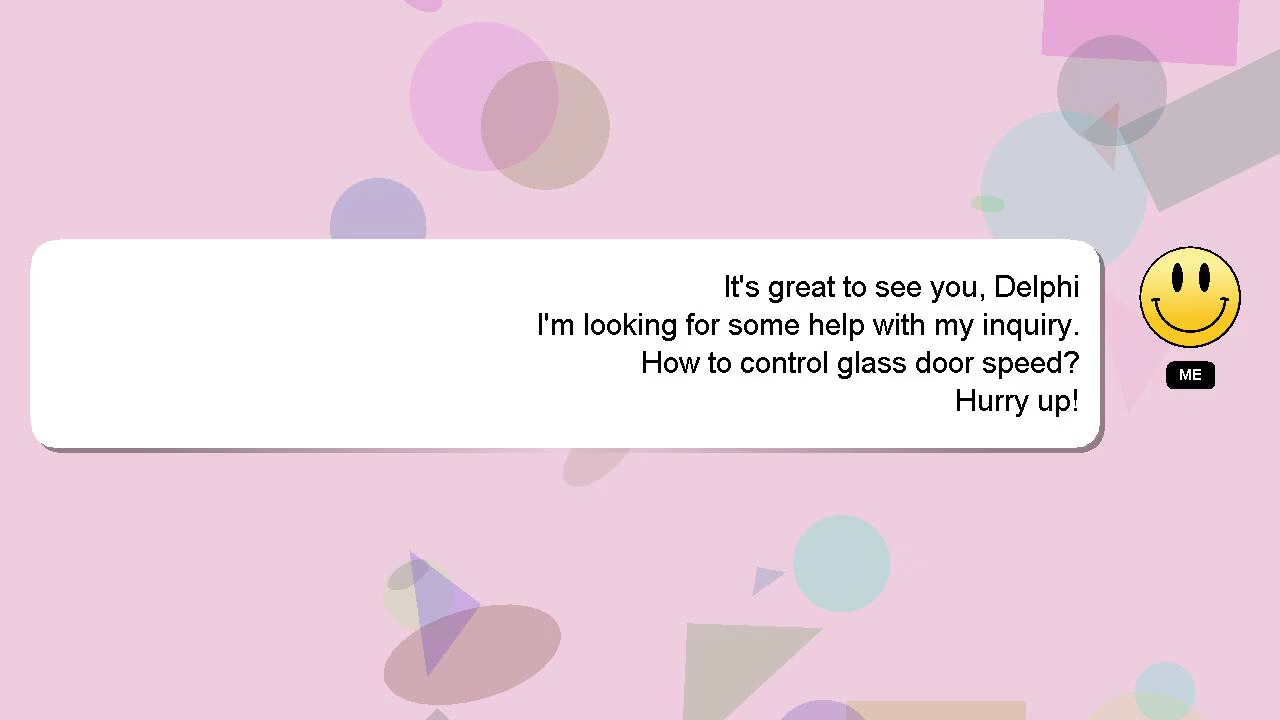 It's great to see you, Delphi
I'm looking for some help with my inquiry.
How to control glass door speed?
Hurry up!
ME